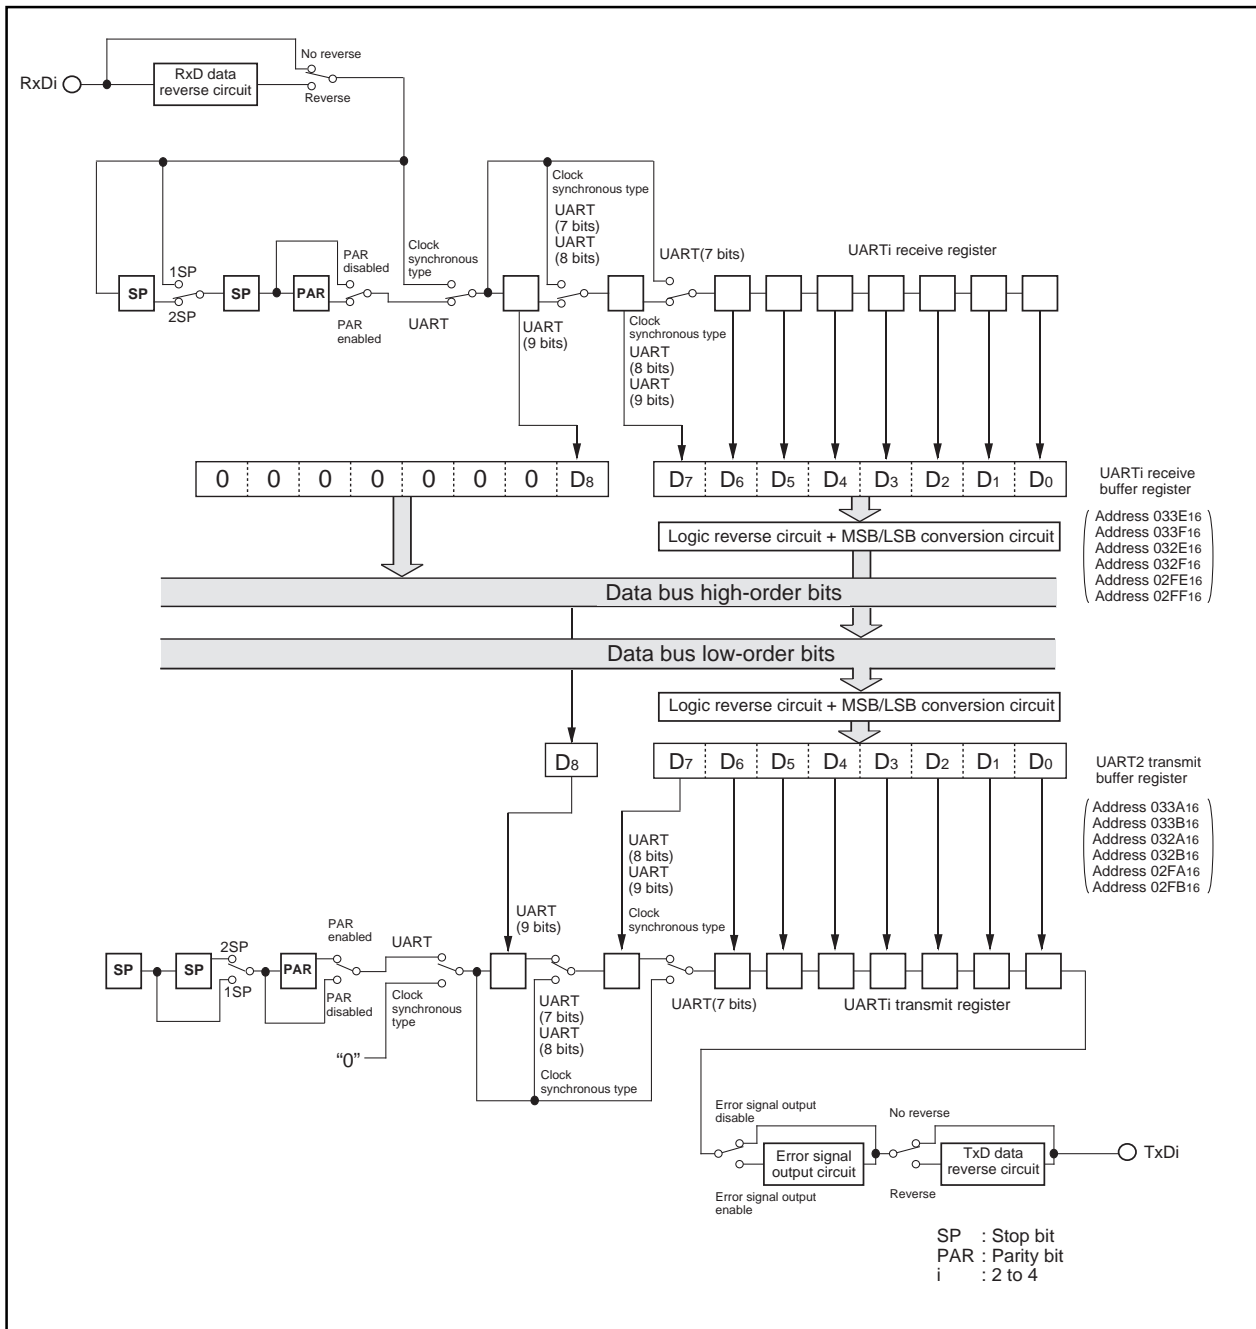 No reverse
RxDi
RxD data
reverse circuit
Reverse
Clock
synchronous type
UART
(7 bits)
UART
(8 bits)
UART(7 bits)
UARTi receive register
PAR
disabled
Clock
synchronous
type
1SP
SP
SP
PAR
2SP
PAR
enabled
UART
UART
(9 bits)
Clock
synchronous type
UART
(8 bits)
UART
(9 bits)
0 0 0 0 0 0 0 D8
D7 D6 D5 D4 D3 D2 D1 D0
UARTi receive
buffer register
Address 033E16
Address 033F16
Address 032E16
Address 032F16
Address 02FE16
Address 02FF16
Logic reverse circuit + MSB/LSB conversion circuit
Data bus high-order bits
Data bus low-order bits
Logic reverse circuit + MSB/LSB conversion circuit
D8
D7 D6 D5 D4 D3 D2 D1 D0
UART2 transmit
buffer register
Address 033A16
Address 033B16
Address 032A16
Address 032B16
Address 02FA16
Address 02FB16
UART
(8 bits)
UART
(9 bits)
Clock
synchronous type
UART
(9 bits)
PAR
enabled
UART
2SP
SP
SP
PAR
1SP
PAR
disabled
Clock
synchronous
type
“0”
UART
(7 bits)
UART
(8 bits)
Clock
synchronous type
UART(7 bits)
UARTi transmit register
Error signal output
disable
No reverse
Error signal
output circuit
TxD data
reverse circuit
TxDi
Error signal output
enable
Reverse
SP : Stop bit
PAR : Parity bit
i : 2 to 4